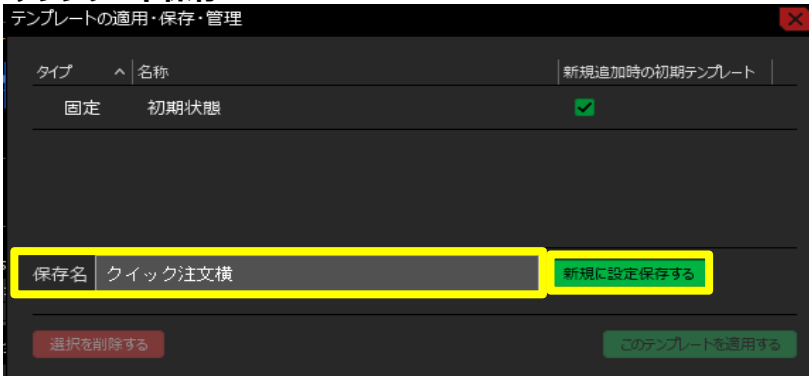 テンプレートの適用・保存・管理
タイプ 名称 新規追加時の初期テンプレート
固定 初期状態
保存名 クイック注文横 新規に設定保存する
選択を削除する このテンプレートを適用する